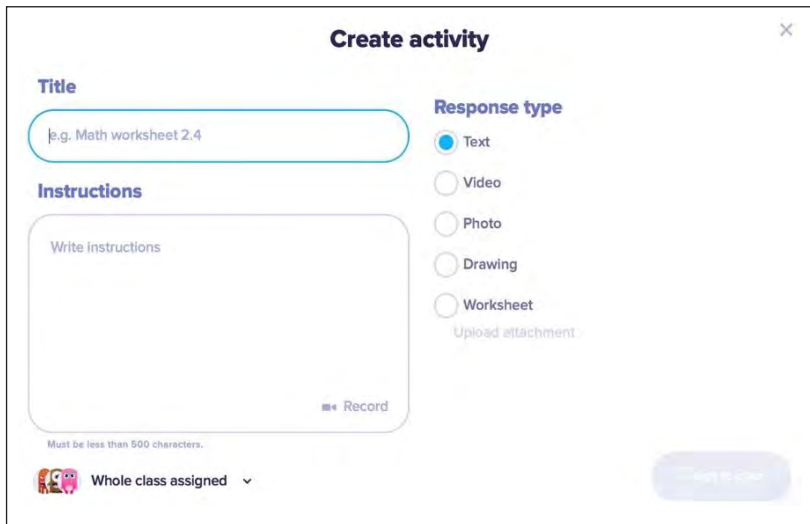 Create activity
Title
e.g. Math worksheet 2.4
Instructions
Write instructions
Record
Must be less than 500 characters.
Whole class assigned
Response type
Text
Video
Photo
Drawing
Worksheet
Upload attachment